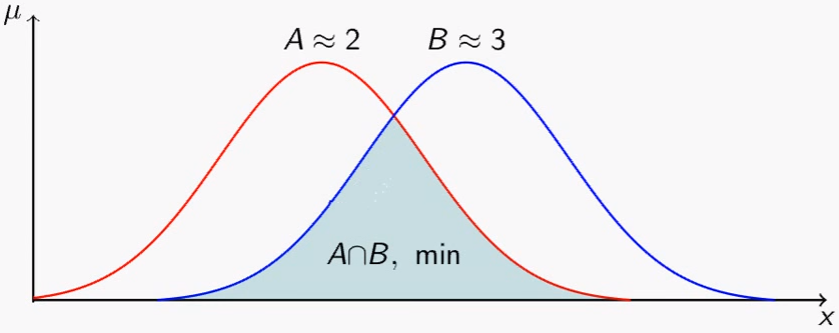 μ
A ≈ 2
B ≈ 3
A∩B, min
x